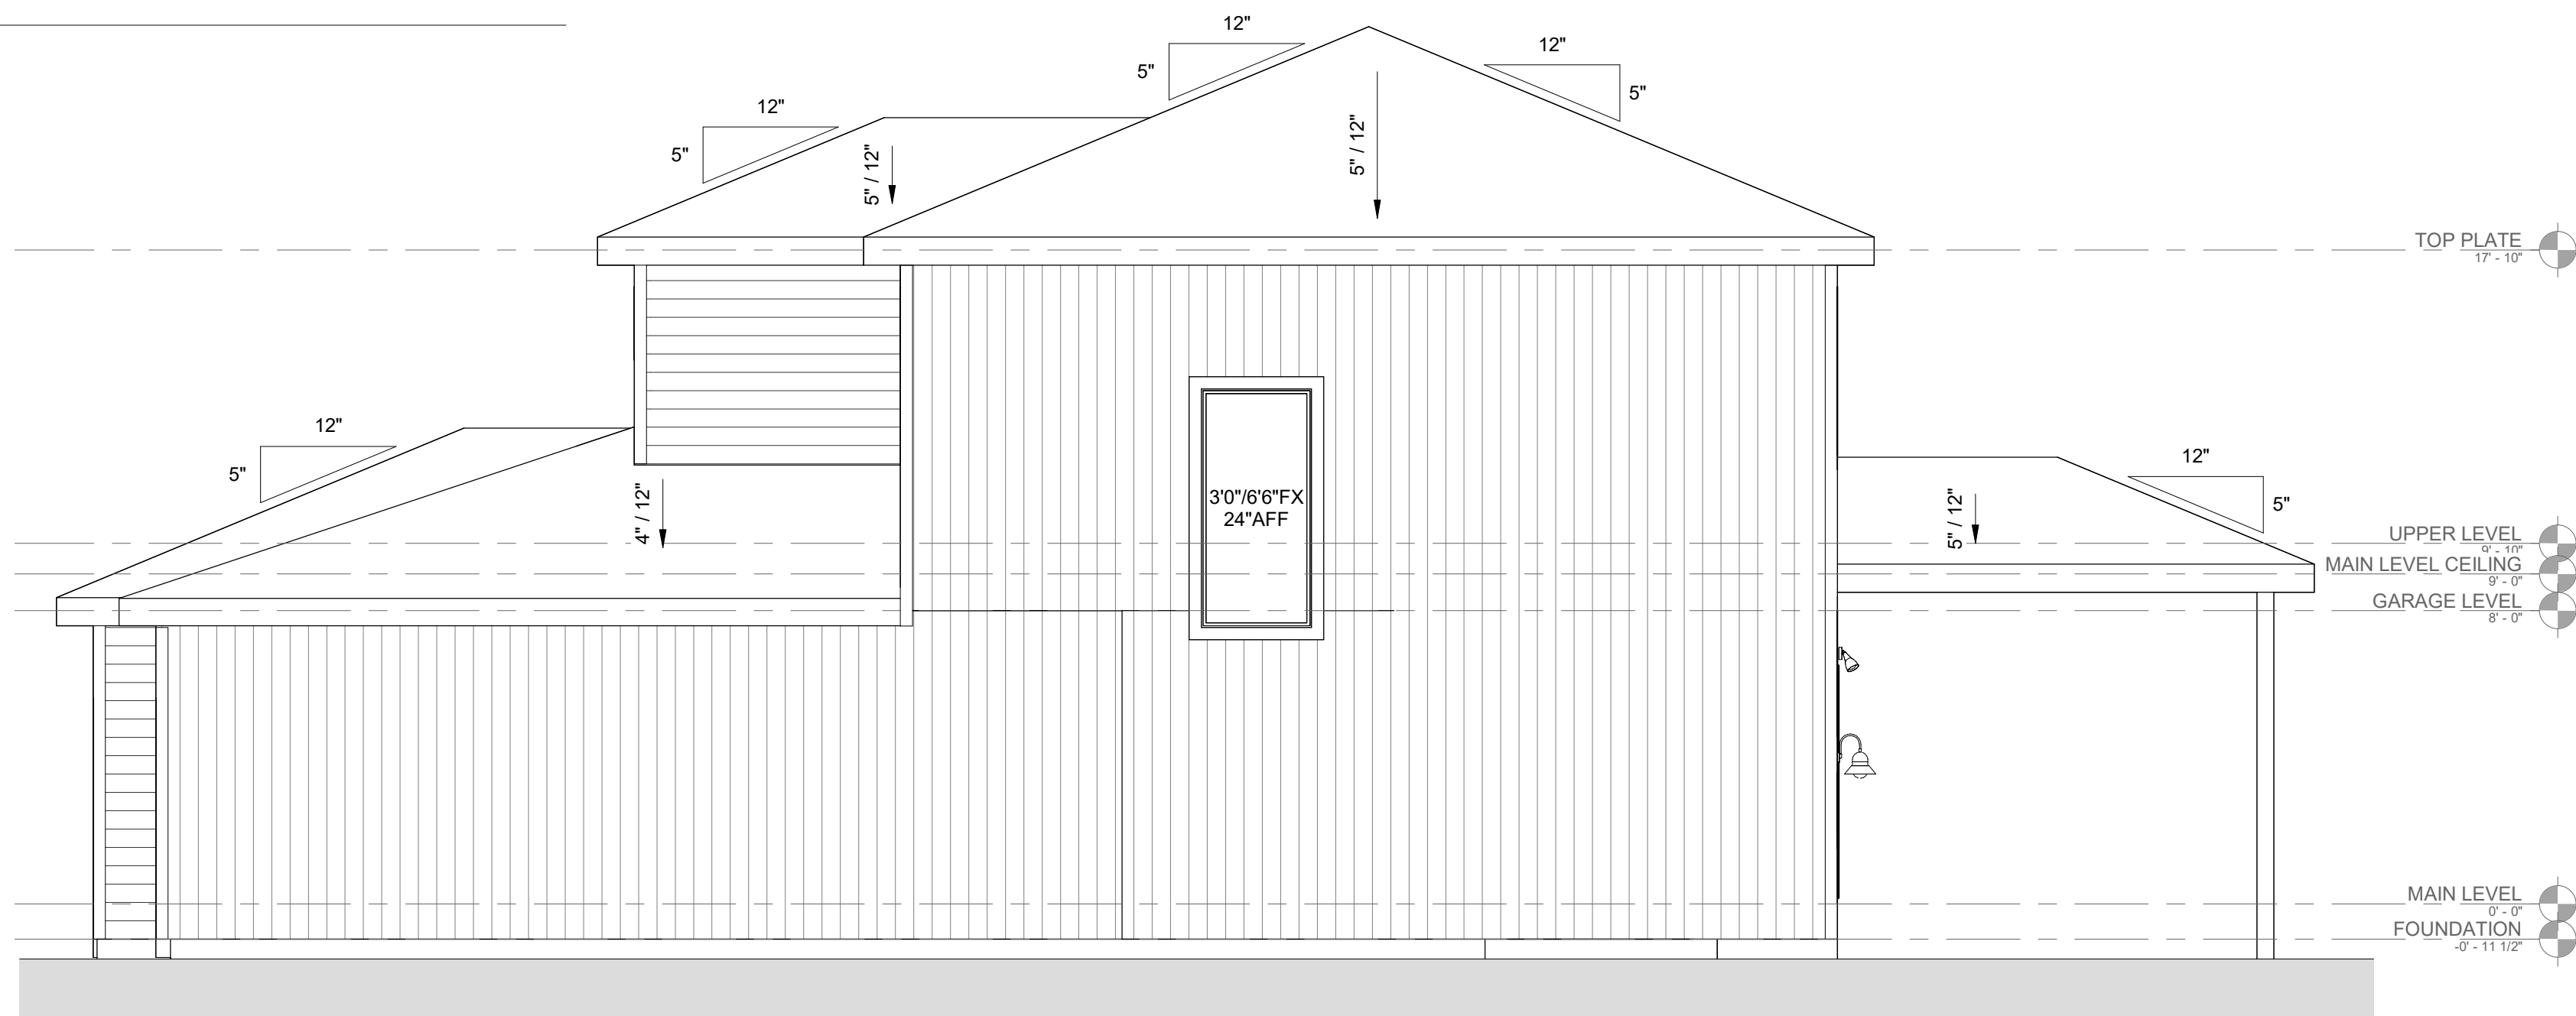 12"
5"
12"
5"
12"
5"
5" / 12"
5" / 12"
TOP PLATE
17' - 10"
12"
5"
4" / 12"
3'0"/6'6"FX
24"AFF
12"
5"
5" / 12"
UPPER LEVEL
9' - 10"
MAIN LEVEL CEILING
9' - 0"
GARAGE LEVEL
8' - 0"
MAIN LEVEL
0' - 0"
FOUNDATION
-0' - 11 1/2"